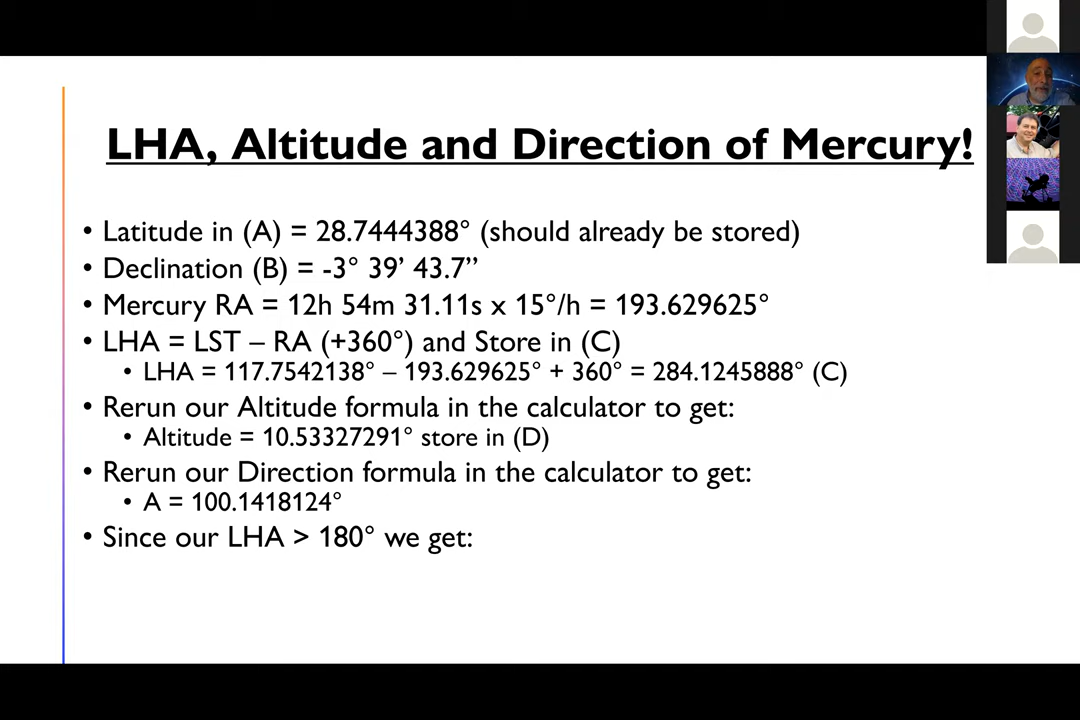 LHA, Altitude and Direction of Mercury!
• Latitude in (A) = 28.7444388° (should already be stored)
• Declination (B) = -3° 39’ 43.7”
• Mercury RA = 12h 54m 31.11s x 15°/h = 193.629625°
• LHA = LST – RA (+360°) and Store in (C)
• LHA = 117.7542138° – 193.629625° + 360° = 284.1245888° (C)
• Rerun our Altitude formula in the calculator to get:
• Altitude = 10.53327291° store in (D)
• Rerun our Direction formula in the calculator to get:
• A = 100.1418124°
• Since our LHA > 180° we get: